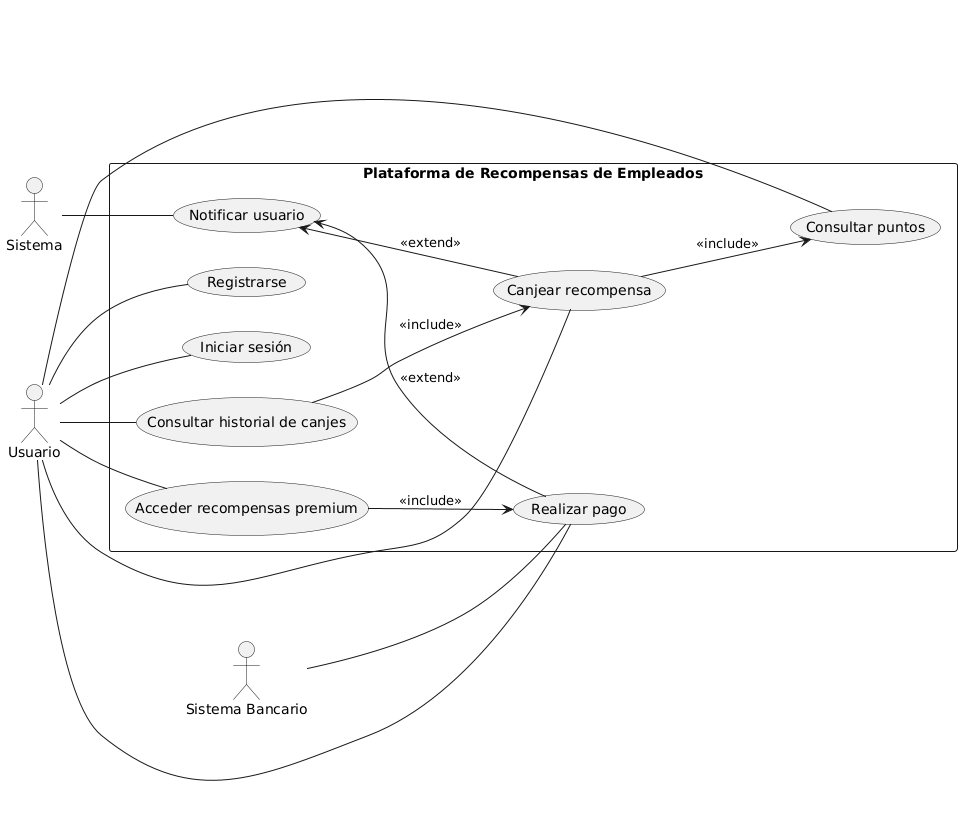 Plataforma de Recompensas de Empleados
Sistema
Notificar usuario
Consultar puntos
«extend»
«include»
Registrarse
Canjear recompensa
«include»
Iniciar sesión
«extend»
Usuario
Consultar historial de canjes
«include»
Acceder recompensas premium
Realizar pago
Sistema Bancario